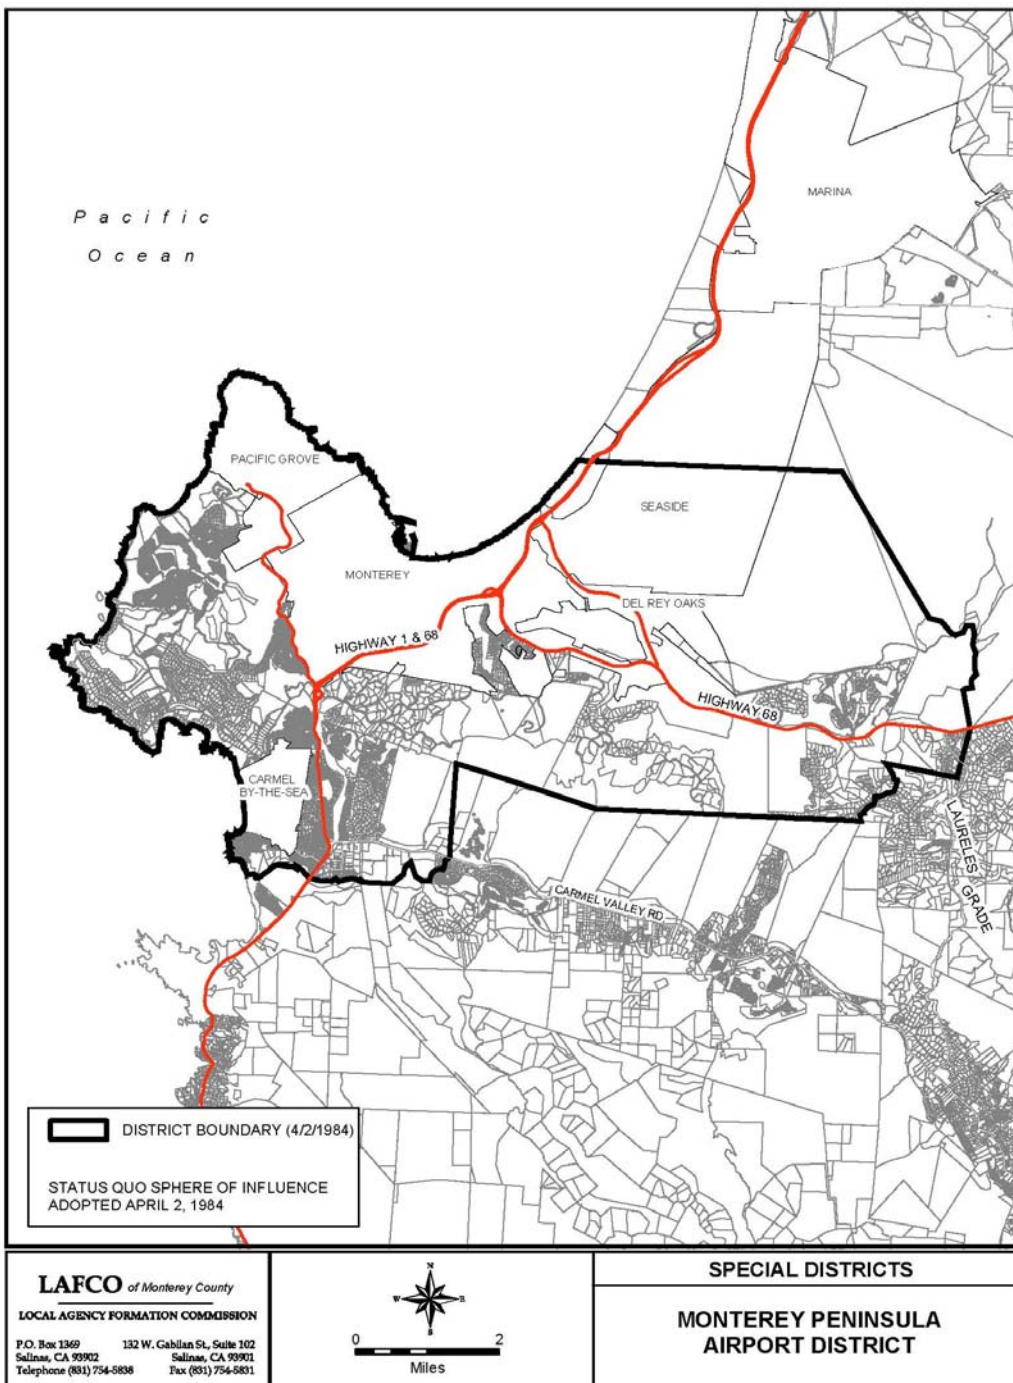 Pacific
Ocean
MARINA
PACIFIC GROVE
SEASIDE
MONTEREY
DEL REY OAKS
HIGHWAY 1 & 68
HIGHWAY 68
CARMEL
BY-THE-SEA
LAURELES GRADE
CARMEL VALLEY RD
DISTRICT BOUNDARY (4/2/1984)
STATUS QUO SPHERE OF INFLUENCE
ADOPTED APRIL 2, 1984
LAFCO of Monterey County
LOCAL AGENCY FORMATION COMMISSION
P.O. Box 1369 132 W. Gabilan St., Suite 102
Salinas, CA 93902 Salinas, CA 93901
Telephone (831) 754-5838 Fax (831) 754-5831
N
W E
S
0 2
Miles
SPECIAL DISTRICTS
MONTEREY PENINSULA
AIRPORT DISTRICT